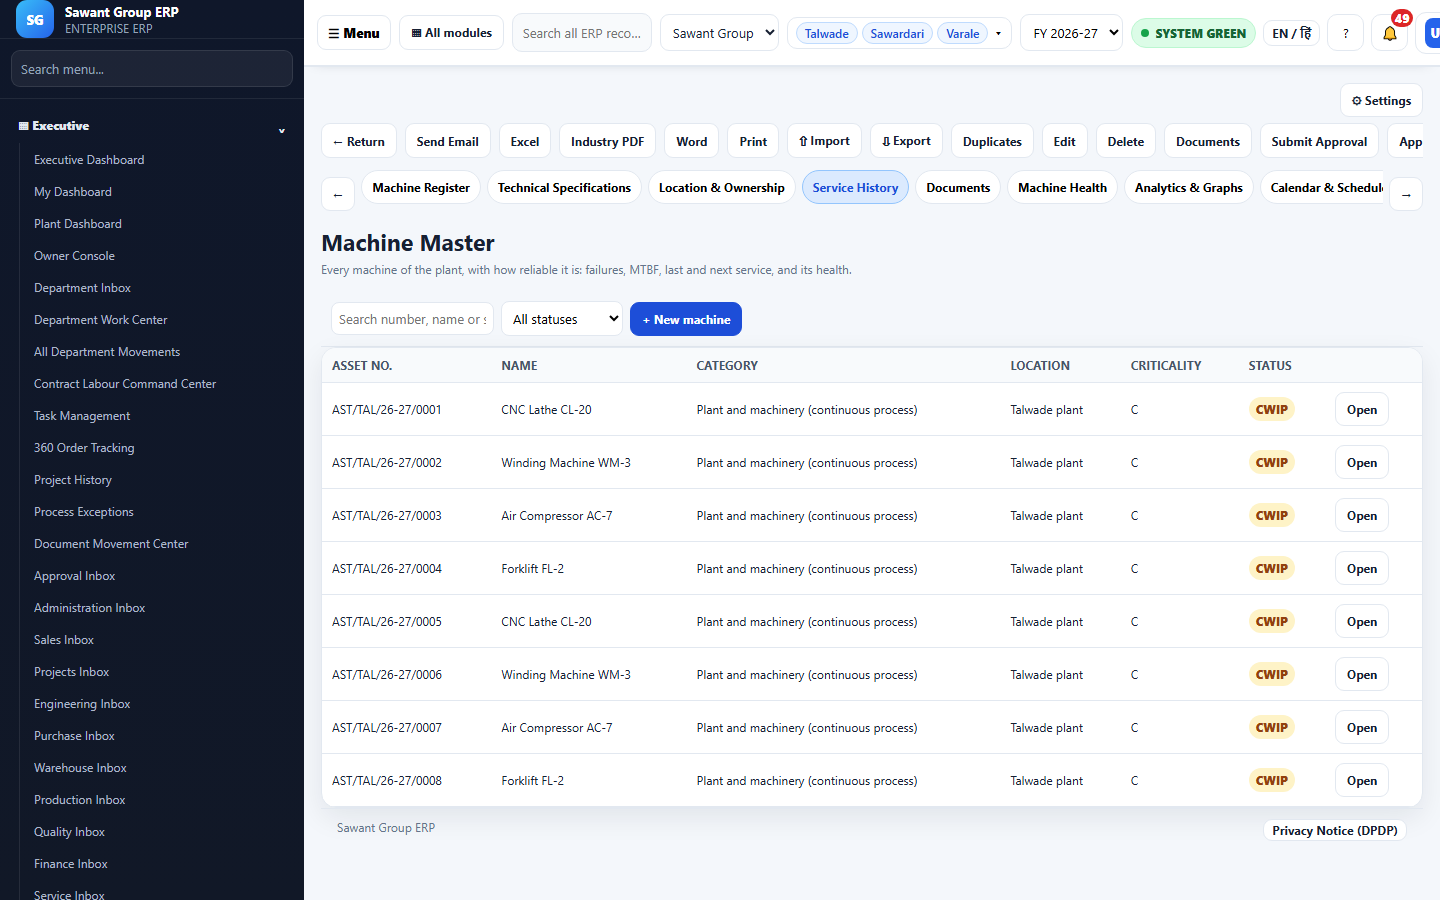 SG
Sawant Group ERP
ENTERPRISE ERP
Search menu...
Executive
Executive Dashboard
My Dashboard
Plant Dashboard
Owner Console
Department Inbox
Department Work Center
All Department Movements
Contract Labour Command Center
Task Management
360 Order Tracking
Project History
Process Exceptions
Document Movement Center
Approval Inbox
Administration Inbox
Sales Inbox
Projects Inbox
Engineering Inbox
Purchase Inbox
Warehouse Inbox
Production Inbox
Quality Inbox
Finance Inbox
Service Inbox
☰ Menu
All modules
Search all ERP reco...
Sawant Group
Talwade Sawardari Varale
FY 2026-27
SYSTEM GREEN
EN / हिं
?
49
U
⚙ Settings
← Return
Send Email
Excel
Industry PDF
Word
Print
⇧ Import
⇩ Export
Duplicates
Edit
Delete
Documents
Submit Approval
App
←
Machine Register
Technical Specifications
Location & Ownership
Service History
Documents
Machine Health
Analytics & Graphs
Calendar & Schedul
→
Machine Master
Every machine of the plant, with how reliable it is: failures, MTBF, last and next service, and its health.
Search number, name or s
All statuses
+ New machine
ASSET NO. NAME CATEGORY LOCATION CRITICALITY STATUS
AST/TAL/26-27/0001 CNC Lathe CL-20 Plant and machinery (continuous process) Talwade plant C CWIP Open
AST/TAL/26-27/0002 Winding Machine WM-3 Plant and machinery (continuous process) Talwade plant C CWIP Open
AST/TAL/26-27/0003 Air Compressor AC-7 Plant and machinery (continuous process) Talwade plant C CWIP Open
AST/TAL/26-27/0004 Forklift FL-2 Plant and machinery (continuous process) Talwade plant C CWIP Open
AST/TAL/26-27/0005 CNC Lathe CL-20 Plant and machinery (continuous process) Talwade plant C CWIP Open
AST/TAL/26-27/0006 Winding Machine WM-3 Plant and machinery (continuous process) Talwade plant C CWIP Open
AST/TAL/26-27/0007 Air Compressor AC-7 Plant and machinery (continuous process) Talwade plant C CWIP Open
AST/TAL/26-27/0008 Forklift FL-2 Plant and machinery (continuous process) Talwade plant C CWIP Open
Sawant Group ERP
Privacy Notice (DPDP)